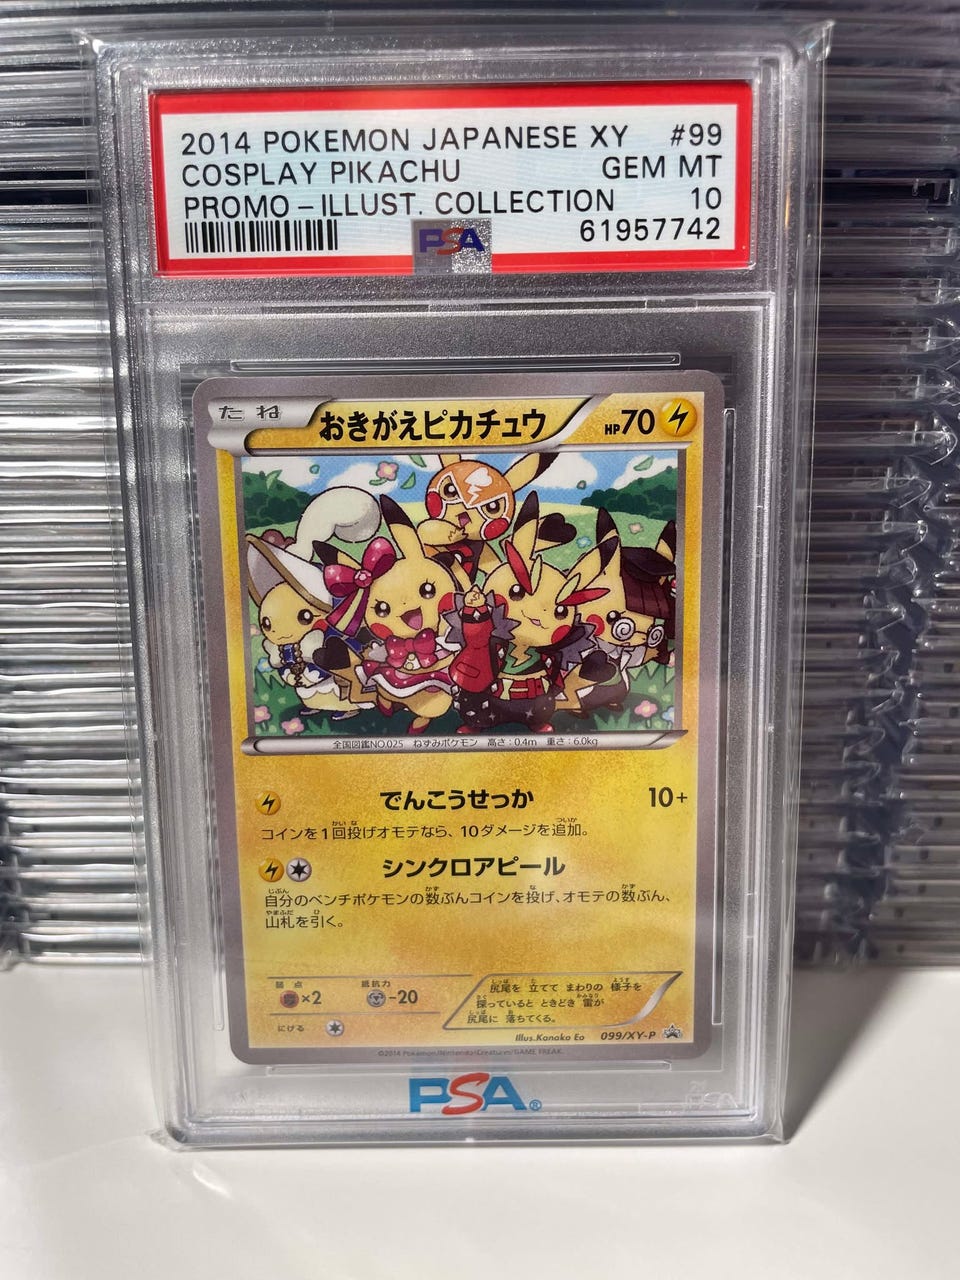 2014 POKEMON JAPANESE XY #99
COSPLAY PIKACHU GEM MT
PROMO-ILLUST. COLLECTION 10
PSA 61957742
たね おきがえピカチュウ HP70
全国図鑑NO.025 ねずみポケモン 高さ:0.4m 重さ:6.0kg
でんこうせっか 10+
コインを1回投げオモテなら、10ダメージを追加。
シンクロアピール
自分のベンチポケモンの数ぶんコインを投げ、オモテの数ぶん、
山札を引く。
弱点 抵抗力
×2 -20
にげる
尻尾を 立てて まわりの 様子を
探っていると ときどき 雷が
尻尾に 落ちてくる。
Illus.Kanako Eo 099/XY-P
©2014 Pokémon/Nintendo/Creatures/GAME FREAK.
PSA®